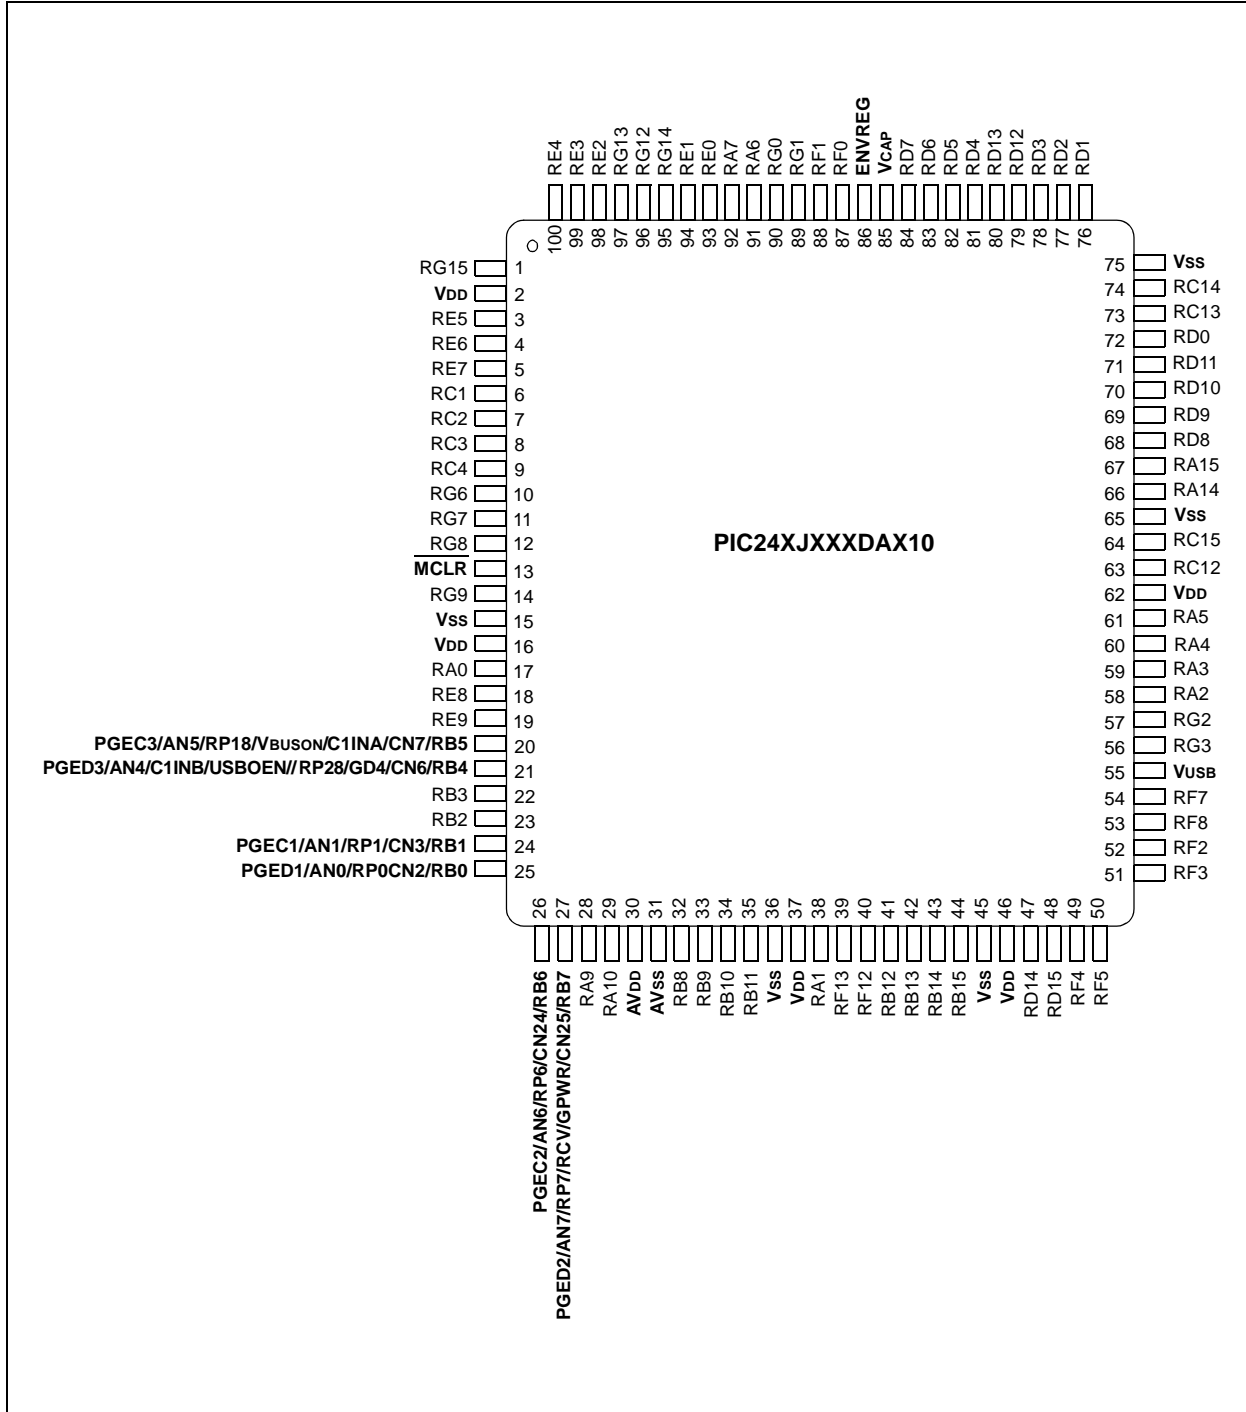 RE4 RE3 RE2 RG13 RG12 RG14 RE1 RE0 RA7 RA6 RG0 RG1 RF1 RF0 ENVREG VCAP RD7 RD6 RD5 RD4 RD13 RD12 RD3 RD2 RD1
100 99 98 97 96 95 94 93 92 91 90 89 88 87 86 85 84 83 82 81 80 79 78 77 76
RG15 1
VDD 2
RE5 3
RE6 4
RE7 5
RC1 6
RC2 7
RC3 8
RC4 9
RG6 10
RG7 11
RG8 12
MCLR 13
RG9 14
VSS 15
VDD 16
RA0 17
RE8 18
RE9 19
PGEC3/AN5/RP18/VBUSON/C1INA/CN7/RB5 20
PGED3/AN4/C1INB/USBOEN//RP28/GD4/CN6/RB4 21
RB3 22
RB2 23
PGEC1/AN1/RP1/CN3/RB1 24
PGED1/AN0/RP0CN2/RB0 25
PIC24XJXXXDAX10
75 VSS
74 RC14
73 RC13
72 RD0
71 RD11
70 RD10
69 RD9
68 RD8
67 RA15
66 RA14
65 VSS
64 RC15
63 RC12
62 VDD
61 RA5
60 RA4
59 RA3
58 RA2
57 RG2
56 RG3
55 VUSB
54 RF7
53 RF8
52 RF2
51 RF3
26 27 28 29 30 31 32 33 34 35 36 37 38 39 40 41 42 43 44 45 46 47 48 49 50
PGEC2/AN6/RP6/CN24/RB6
PGED2/AN7/RP7/RCV/GPWR/CN25/RB7
RA9 RA10 AVDD AVSS RB8 RB9 RB10 RB11 VSS VDD RA1 RF13 RF12 RB12 RB13 RB14 RB15 VSS VDD RD14 RD15 RF4 RF5